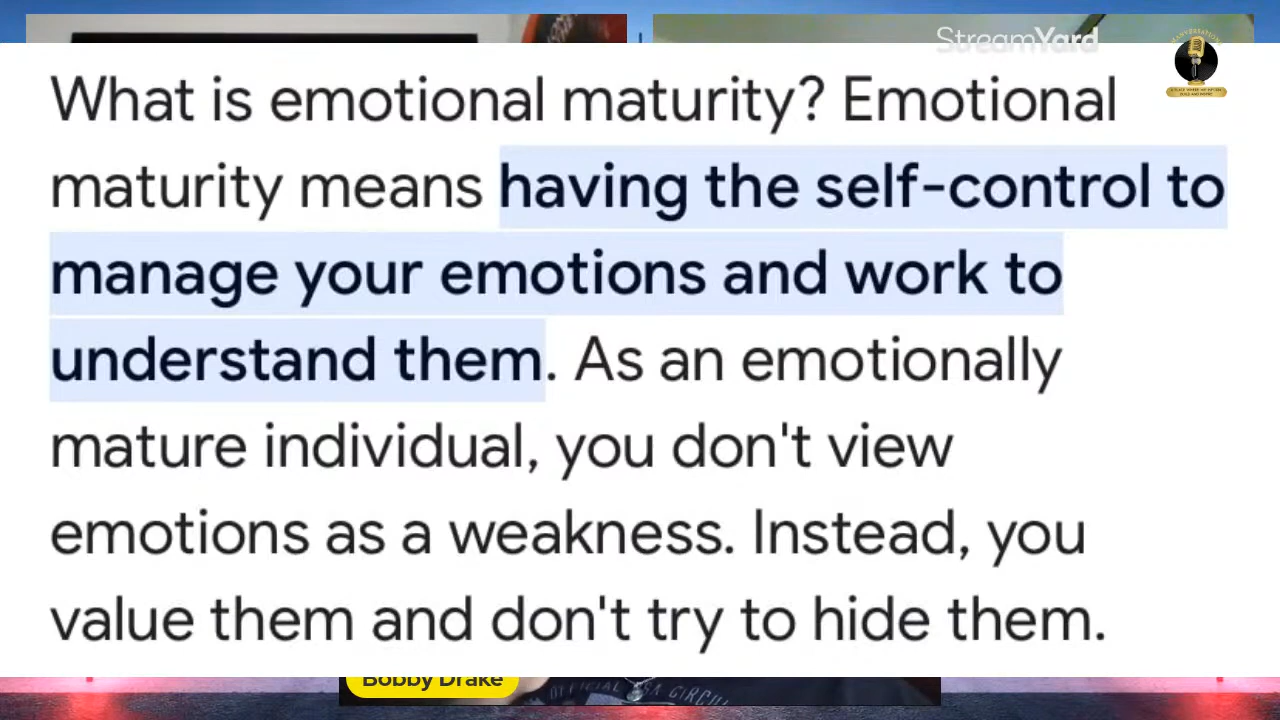 StreamYard
What is emotional maturity? Emotional
maturity means having the self-control to
manage your emotions and work to
understand them. As an emotionally
mature individual, you don't view
emotions as a weakness. Instead, you
value them and don't try to hide them.
Bobby Drake
OFFICIAL